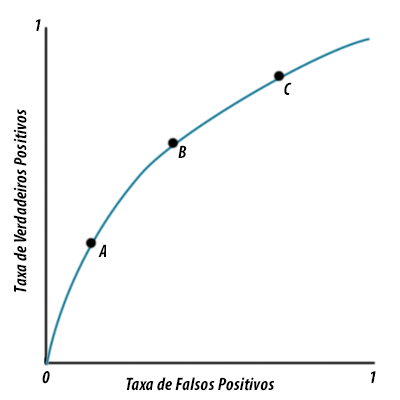 1
Taxa de Verdadeiros Positivos
C
B
A
0
Taxa de Falsos Positivos
1